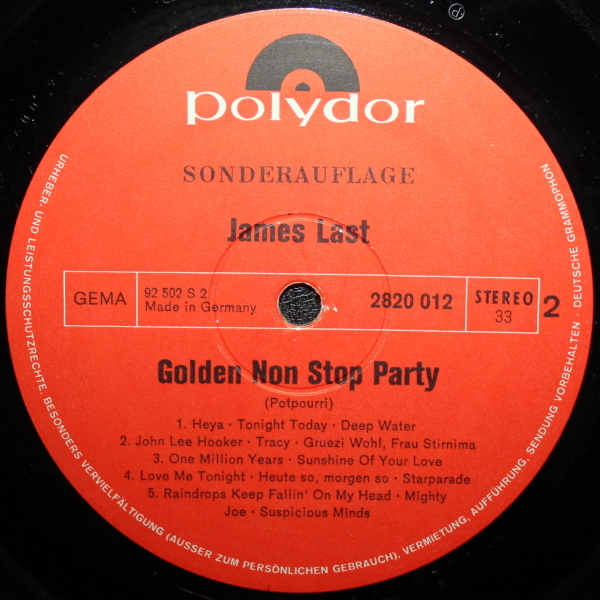 ℗
polydor
SONDERAUFLAGE
James Last
GEMA
92 502 S 2
Made in Germany
2820 012
STEREO
33
2
Golden Non Stop Party
(Potpourri)
1. Heya · Tonight Today · Deep Water
2. John Lee Hooker · Tracy · Gruezi Wohl, Frau Stirnima
3. One Million Years · Sunshine Of Your Love
4. Love Me Tonight · Heute so, morgen so · Starparade
5. Raindrops Keep Fallin' On My Head · Mighty
Joe · Suspicious Minds
URHEBER- UND LEISTUNGSSCHUTZRECHTE. BESONDERS VERVIELFÄLTIGUNG (AUSSER ZUM PERSÖNLICHEN GEBRAUCH), VERMIETUNG, AUFFÜHRUNG, SENDUNG VORBEHALTEN · DEUTSCHE GRAMMOPHON